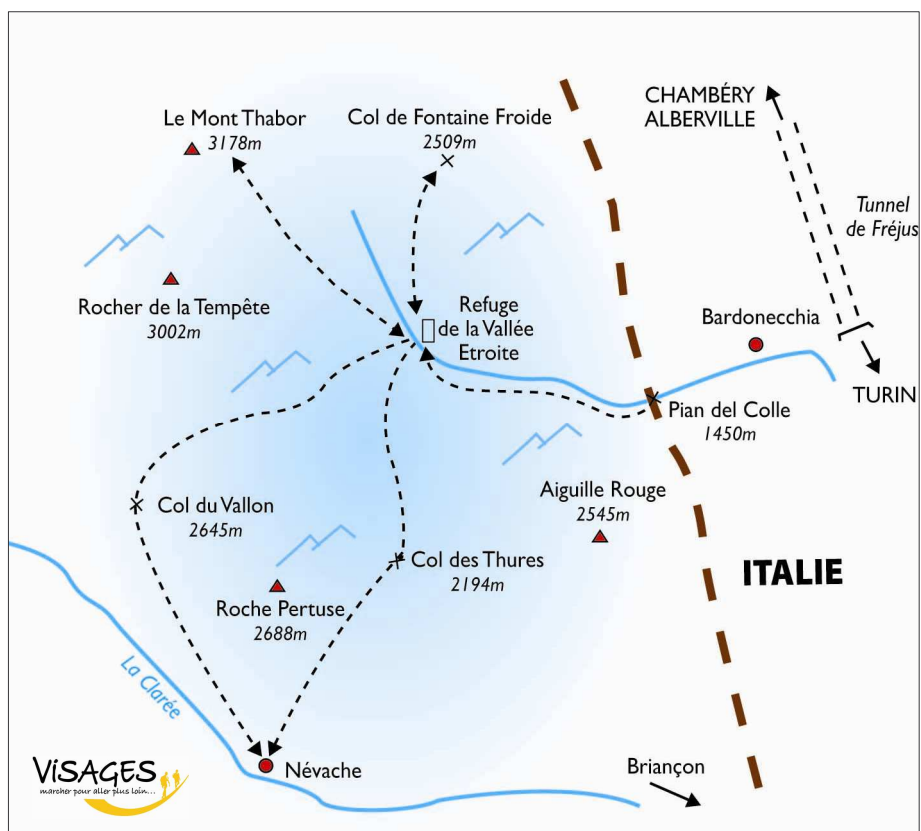 Le Mont Thabor
3178m
Col de Fontaine Froide
2509m
CHAMBÉRY
ALBERVILLE
Tunnel
de Fréjus
Rocher de la Tempête
3002m
Refuge
de la Vallée
Etroite
Bardonecchia
TURIN
Pian del Colle
1450m
Col du Vallon
2645m
Aiguille Rouge
2545m
Col des Thures
2194m
ITALIE
Roche Pertuse
2688m
La Clarée
Névache
Briançon
ViSAGES
marcher pour aller plus loin...